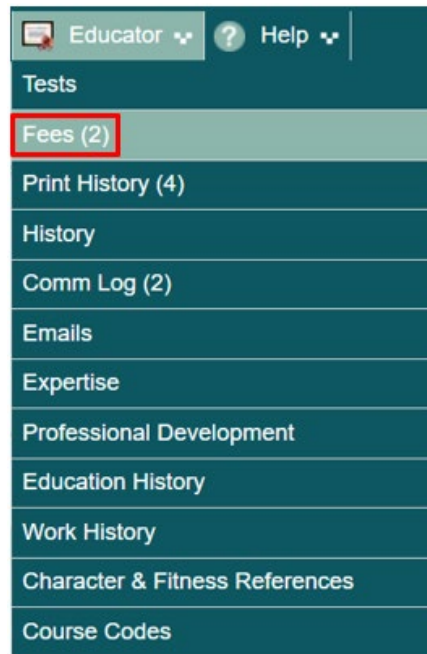 Educator ? Help
Tests
Fees (2)
Print History (4)
History
Comm Log (2)
Emails
Expertise
Professional Development
Education History
Work History
Character & Fitness References
Course Codes